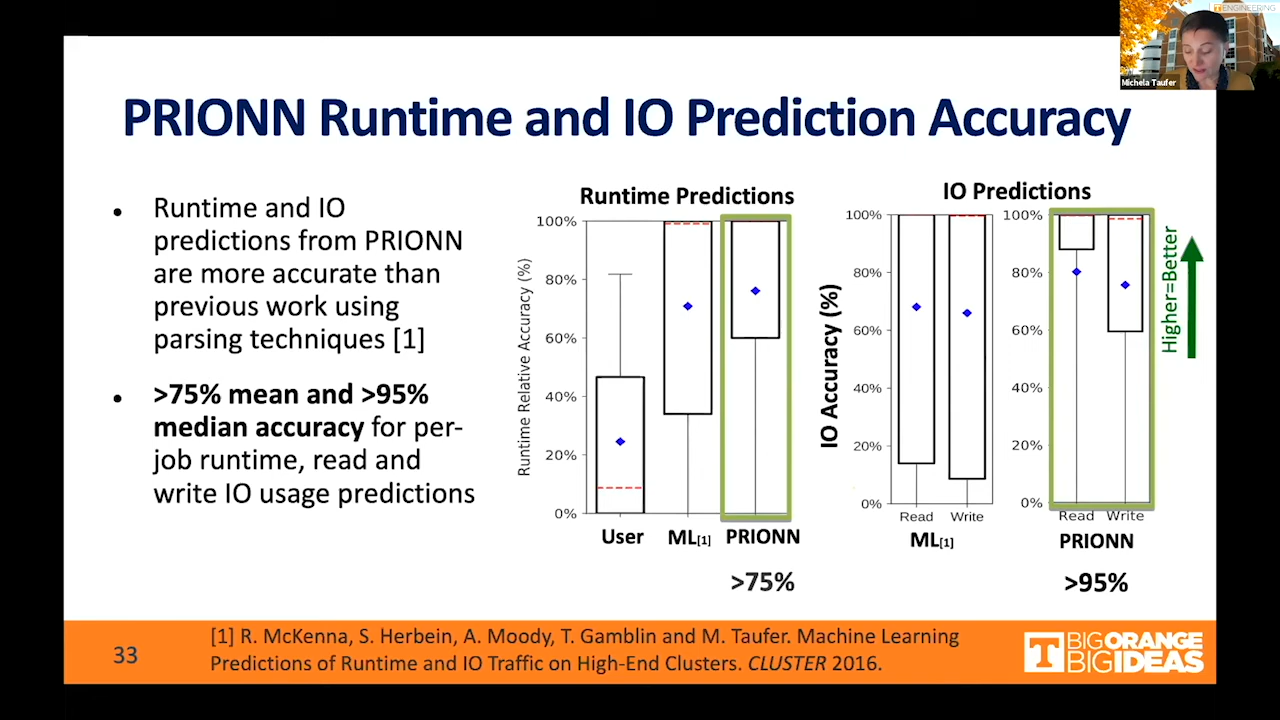 ENGINEERING
Michela Taufer
PRIONN Runtime and IO Prediction Accuracy
• Runtime and IO
predictions from PRIONN
are more accurate than
previous work using
parsing techniques [1]
• >75% mean and >95%
median accuracy for per-
job runtime, read and
write IO usage predictions
Runtime Predictions
Runtime Relative Accuracy (%)
100%
80%
60%
40%
20%
0%
User ML[1] PRIONN
>75%
IO Predictions
IO Accuracy (%)
100%
80%
60%
40%
20%
0%
Read Write
ML[1]
100%
80%
60%
40%
20%
0%
Read Write
PRIONN
>95%
Higher=Better
33
[1] R. McKenna, S. Herbein, A. Moody, T. Gamblin and M. Taufer. Machine Learning
Predictions of Runtime and IO Traffic on High-End Clusters. CLUSTER 2016.
T BIG ORANGE
BIG IDEAS